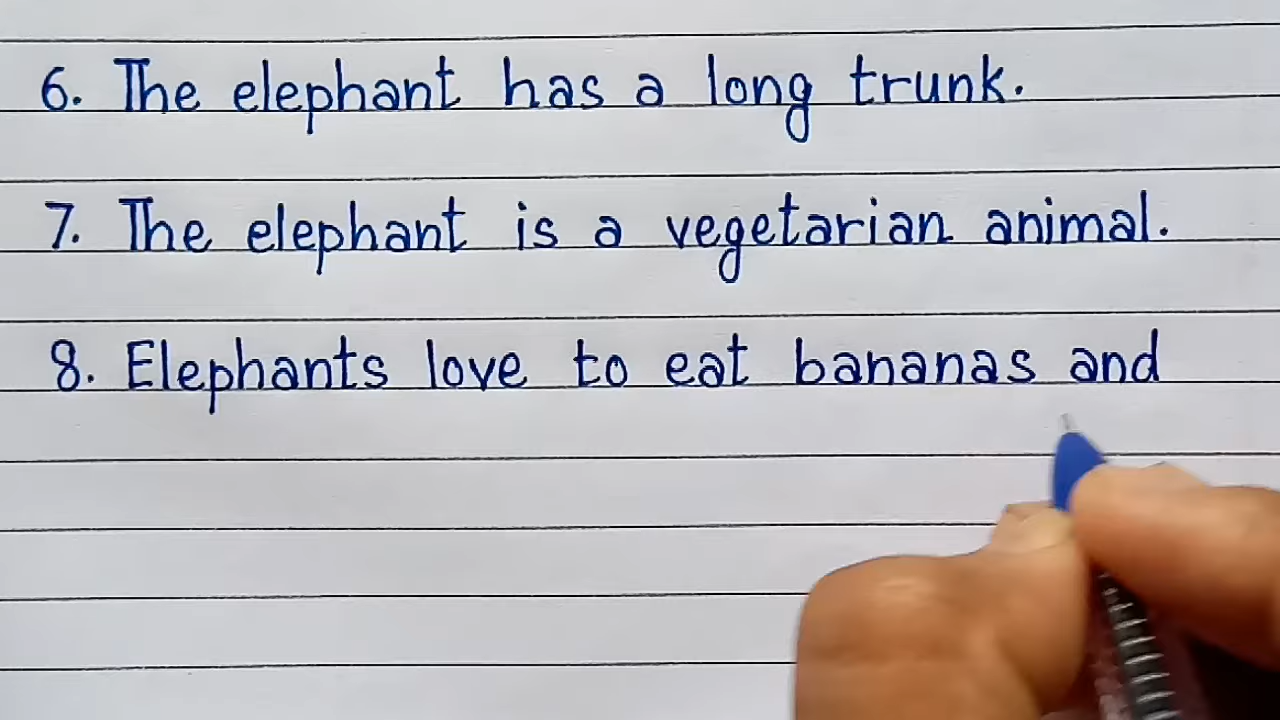 6. The elephant has a long trunk.
7. The elephant is a vegetarian animal.
8. Elephants love to eat bananas and